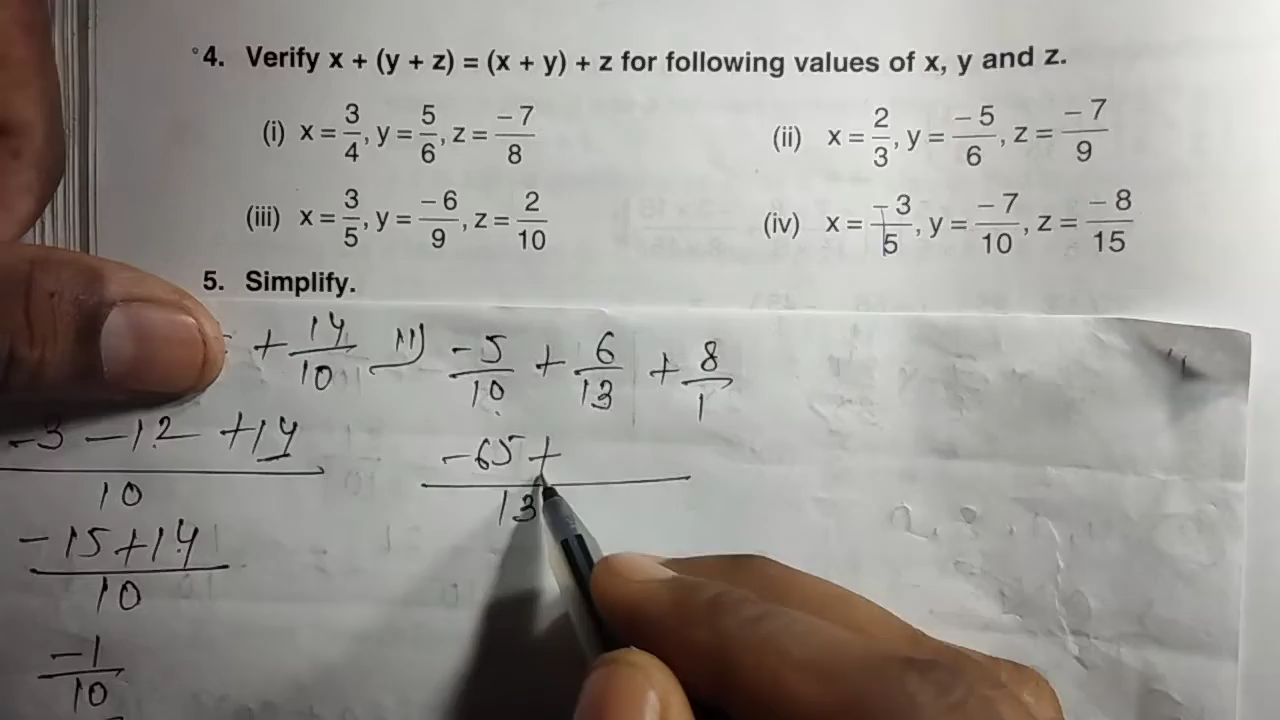 4. Verify x + (y + z) = (x + y) + z for following values of x, y and z.
(i) x = 3/4, y = 5/6, z = -7/8
(ii) x = 2/3, y = -5/6, z = -7/9
(iii) x = 3/5, y = -6/9, z = 2/10
(iv) x = -3/5, y = -7/10, z = -8/15
5. Simplify.
+ 14/10
11) -5/10 + 6/13 + 8/1
-3 -12 +14
10
-65 +
13
-15+14
10
-1
10